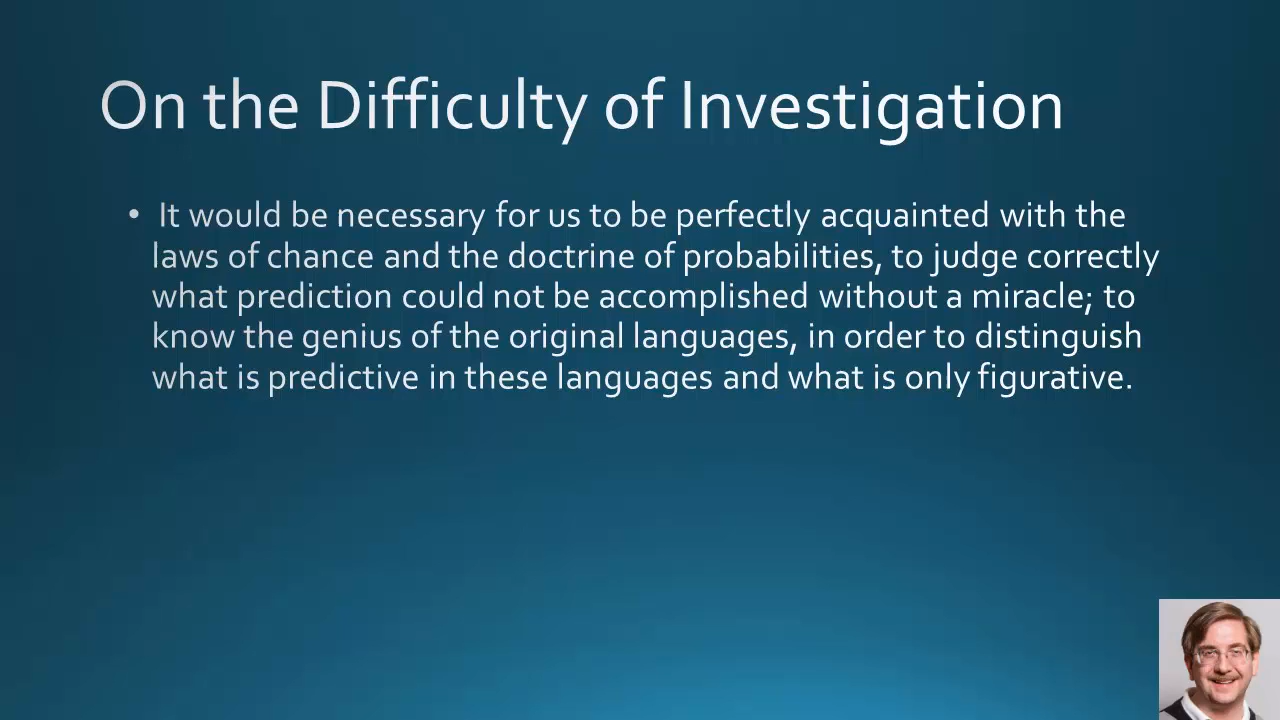 On the Difficulty of Investigation
• It would be necessary for us to be perfectly acquainted with the
laws of chance and the doctrine of probabilities, to judge correctly
what prediction could not be accomplished without a miracle; to
know the genius of the original languages, in order to distinguish
what is predictive in these languages and what is only figurative.